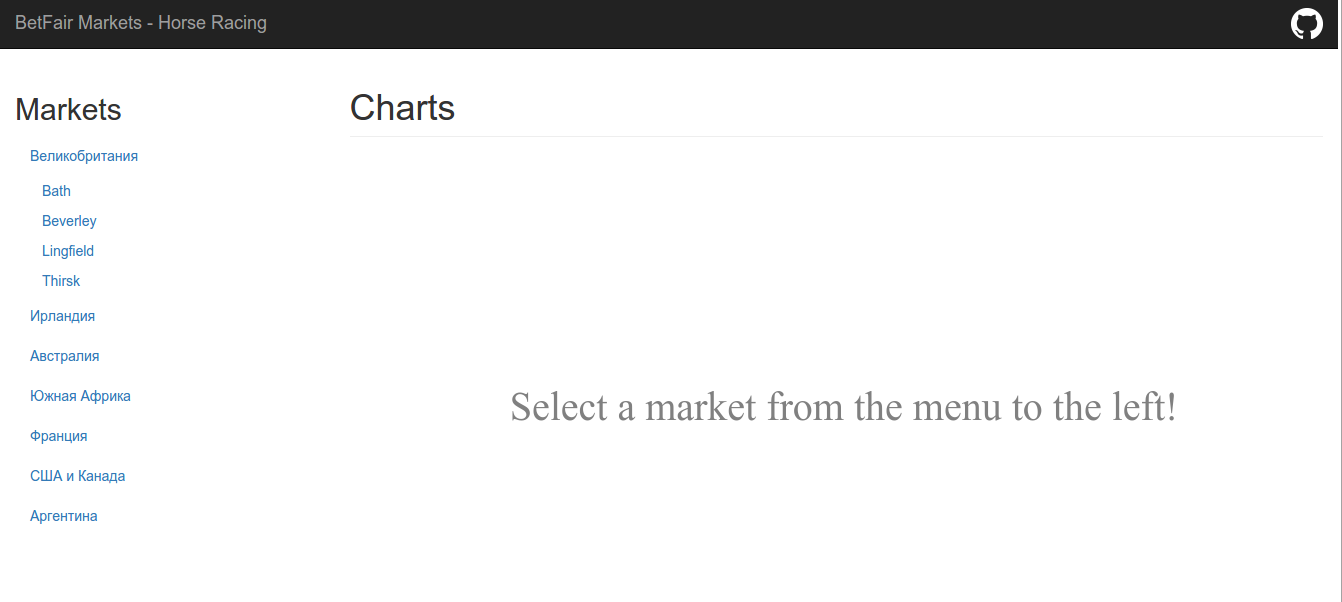 BetFair Markets - Horse Racing
Markets
Великобритания
Bath
Beverley
Lingfield
Thirsk
Ирландия
Австралия
Южная Африка
Франция
США и Канада
Аргентина
Charts
Select a market from the menu to the left!